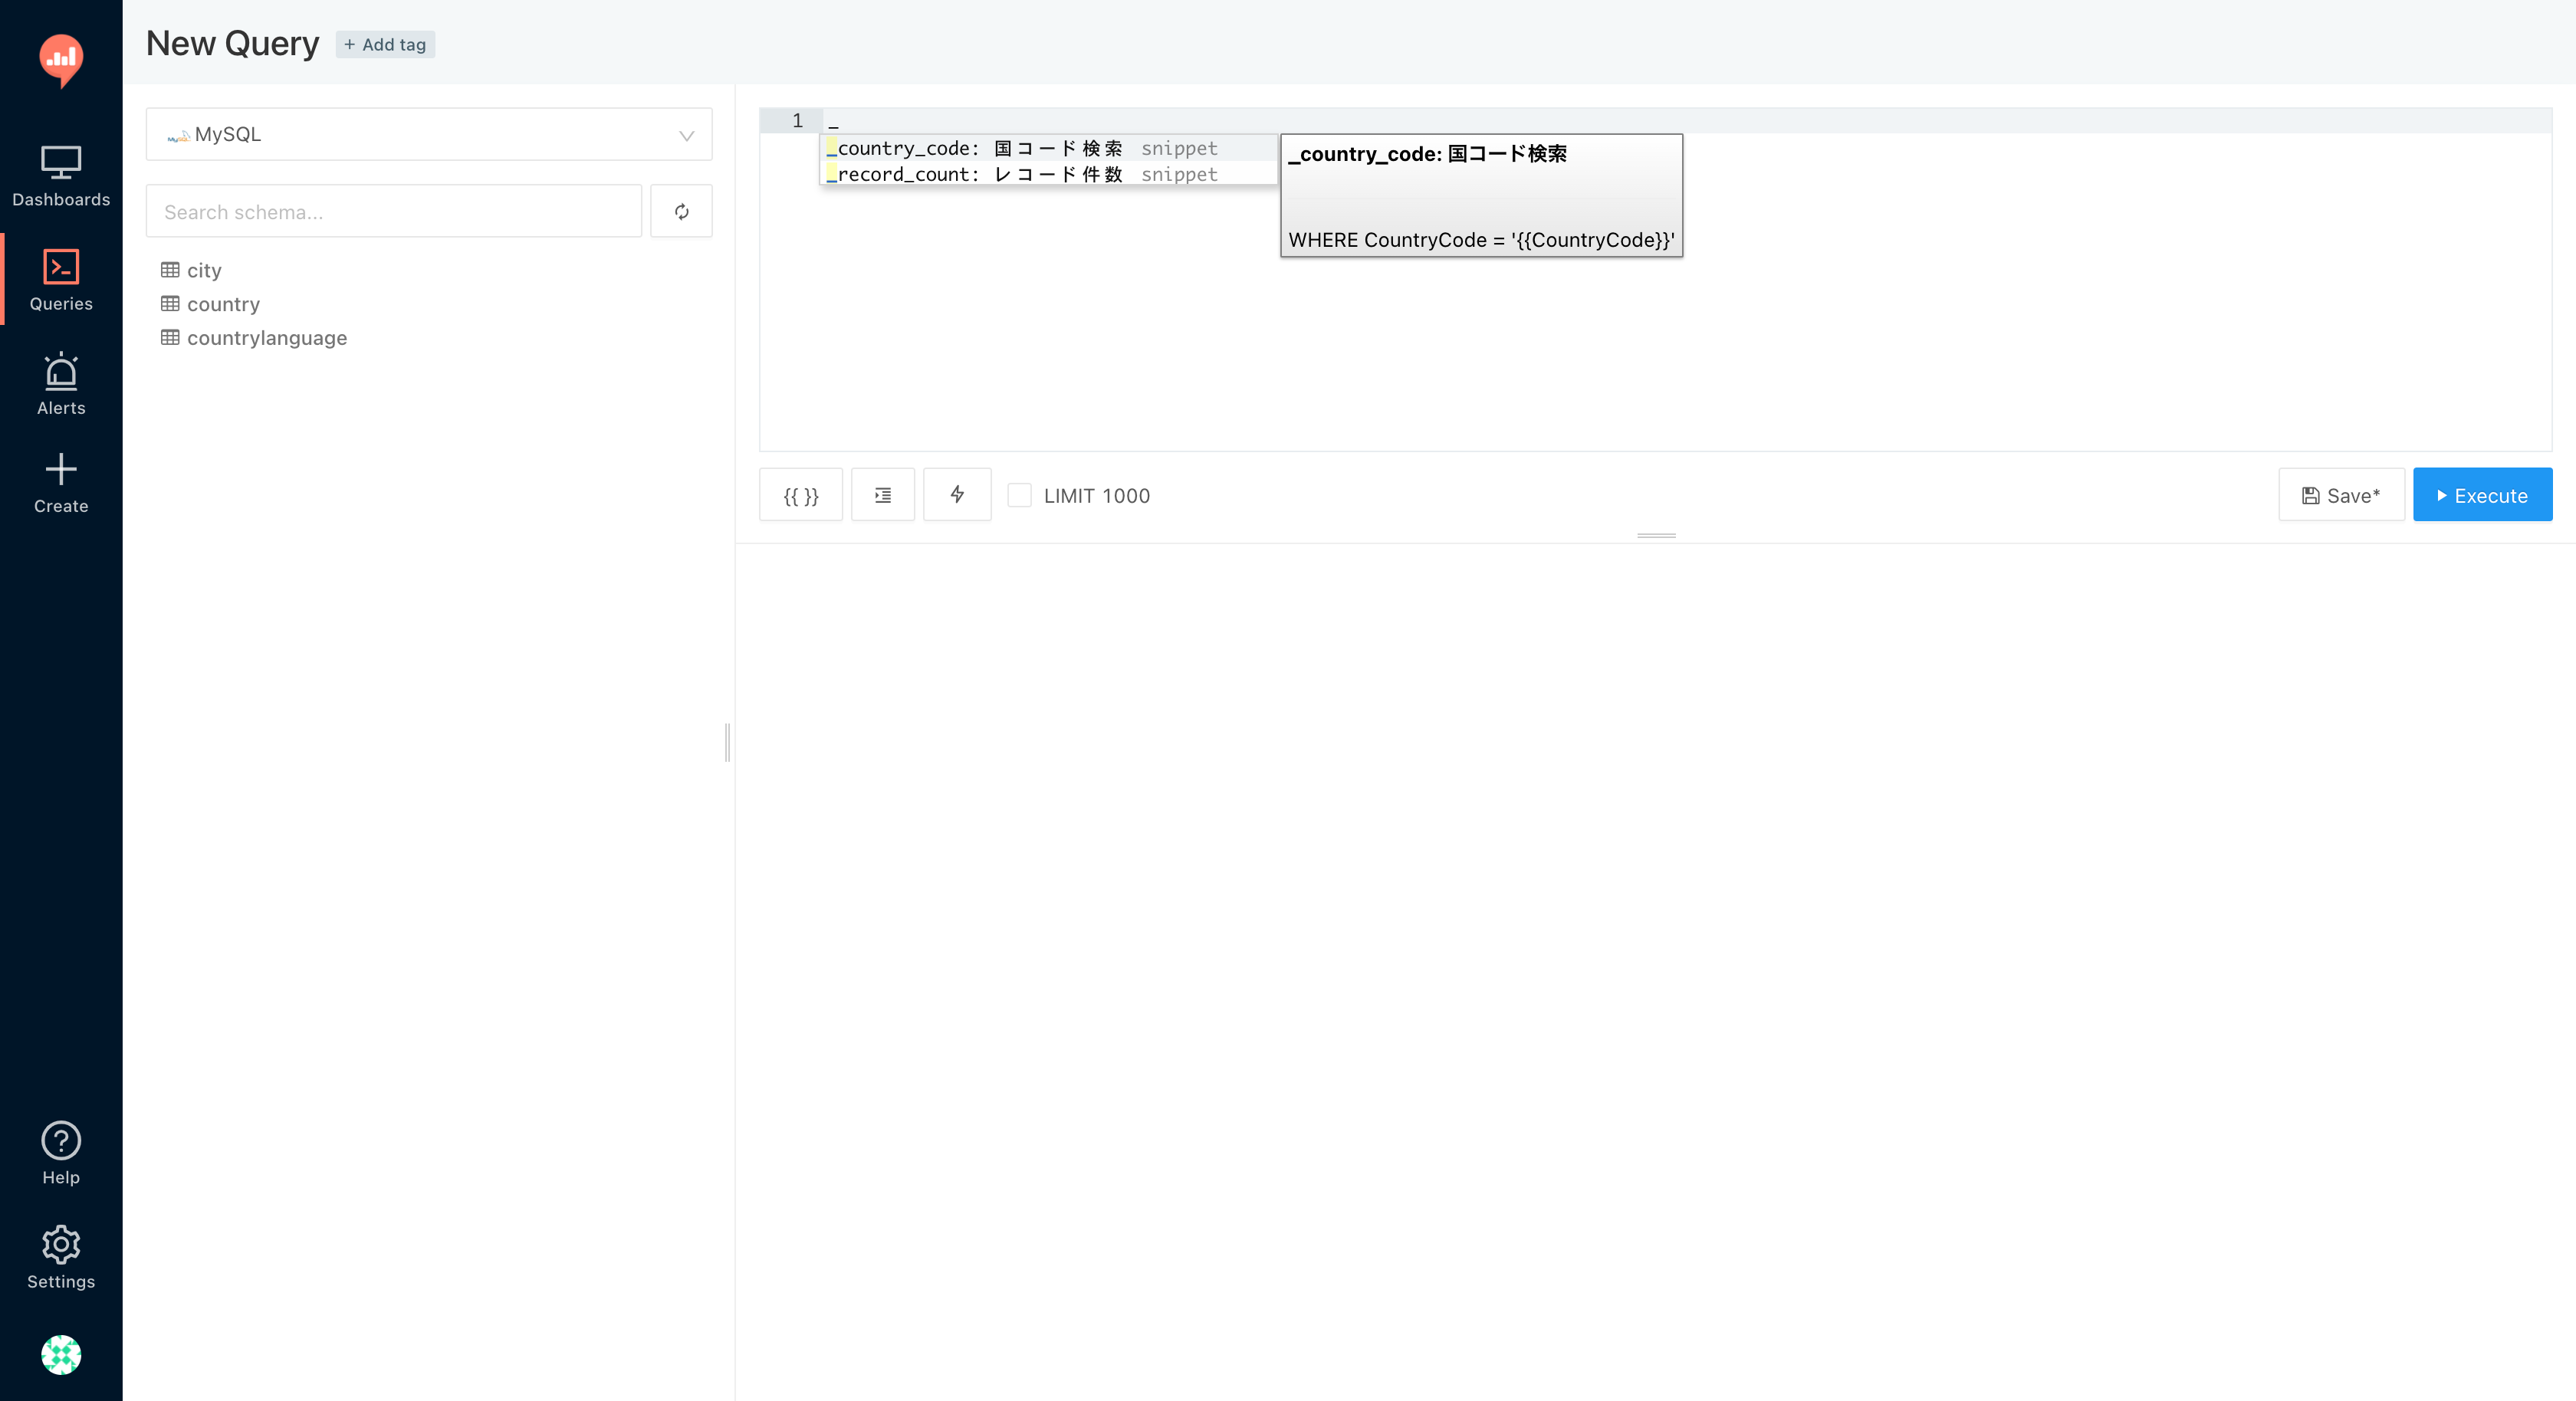 New Query
+ Add tag
Dashboards
Queries
Alerts
Create
Help
Settings
MySQL
Search schema...
city
country
countrylanguage
1 _
_country_code: 国コード検索 snippet
_record_count: レコード件数 snippet
_country_code: 国コード検索
WHERE CountryCode = '{{CountryCode}}'
{{ }}
LIMIT 1000
Save*
Execute